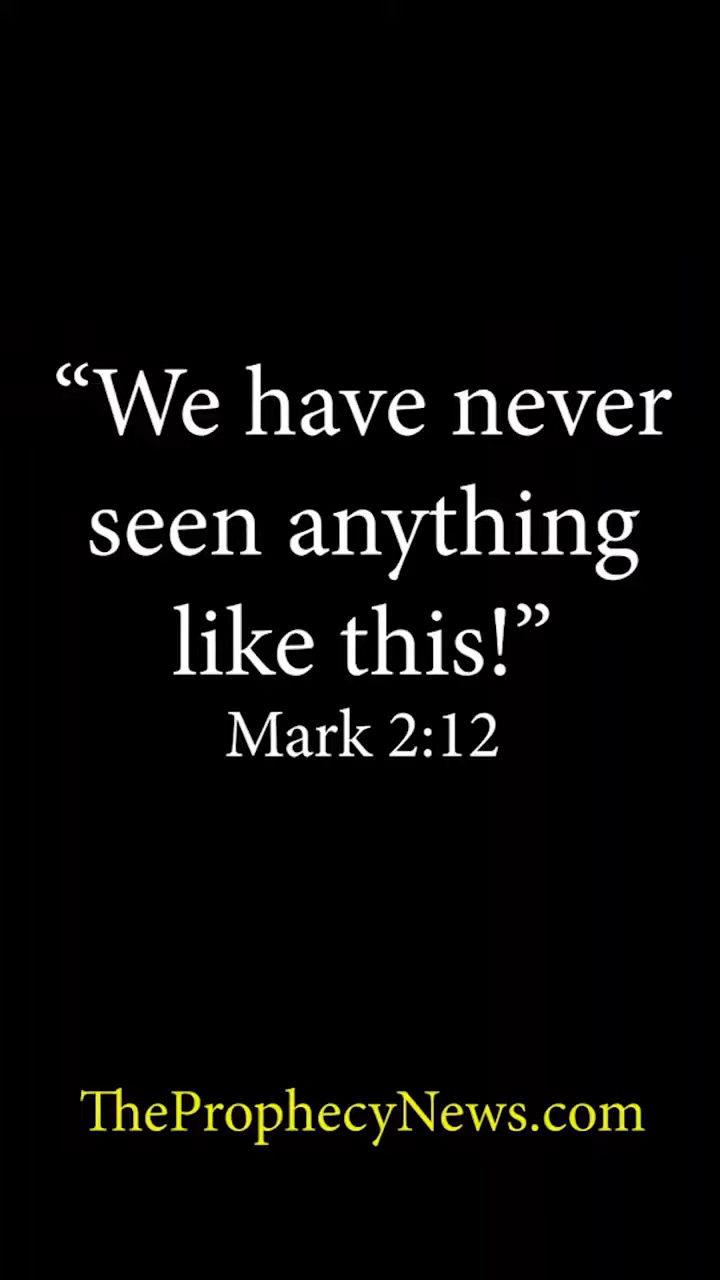 “We have never
seen anything
like this!”
Mark 2:12
TheProphecyNews.com